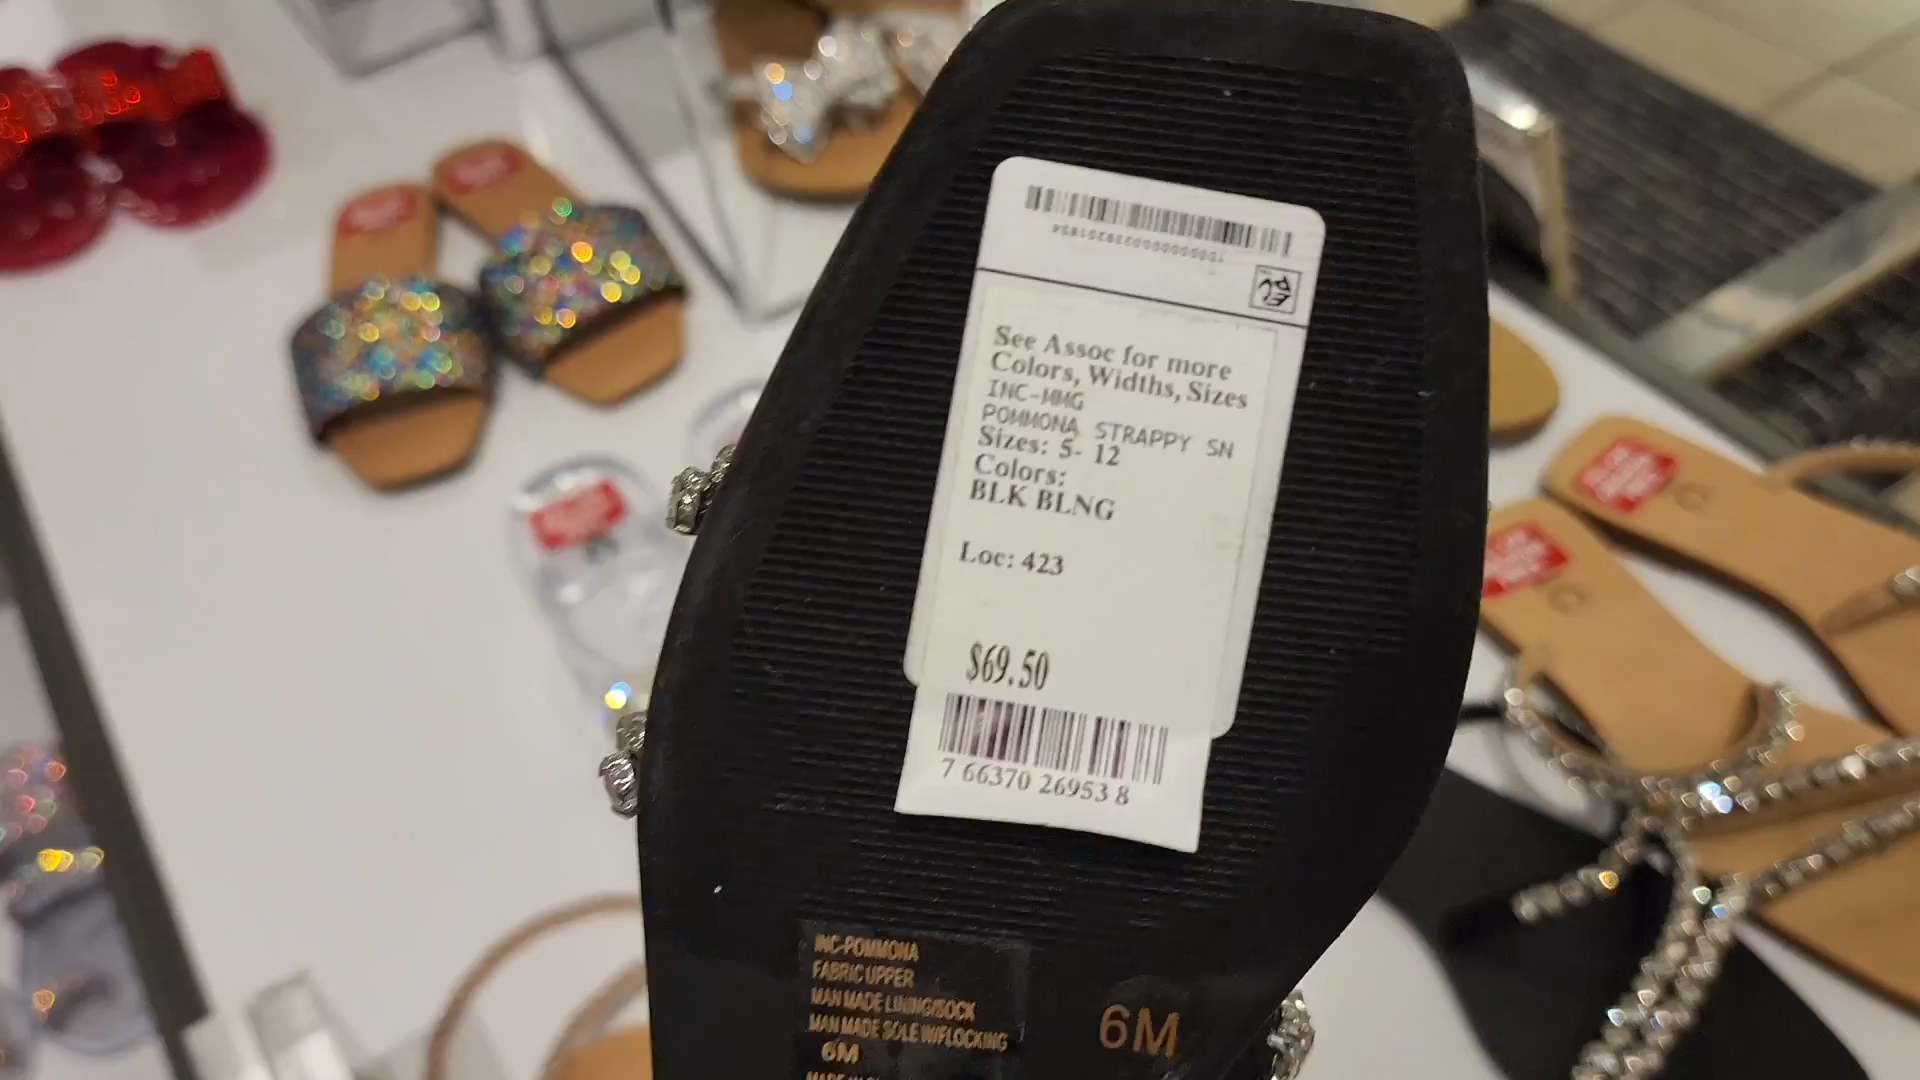 See Assoc for more
Colors, Widths, Sizes
INC-MMG
POMMONA STRAPPY SN
Sizes: 5- 12
Colors:
BLK BLNG
Loc: 423
$69.50
7 66370 26953 8
INC-POMMONA
FABRIC UPPER
MAN MADE LINING/SOCK
MAN MADE SOLE W/FLOCKING
6M
6M